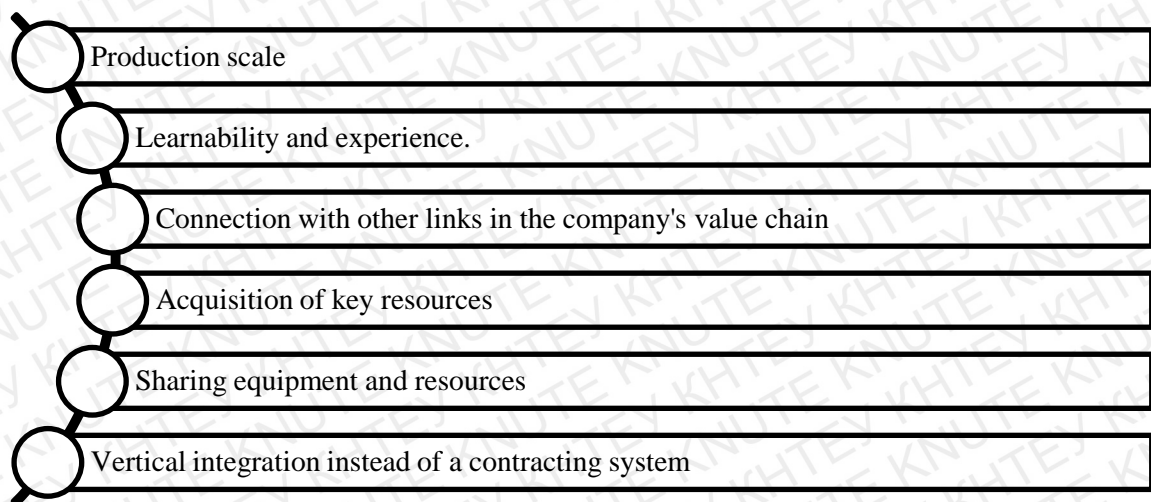 Production scale
Learnability and experience.
Connection with other links in the company's value chain
Acquisition of key resources
Sharing equipment and resources
Vertical integration instead of a contracting system